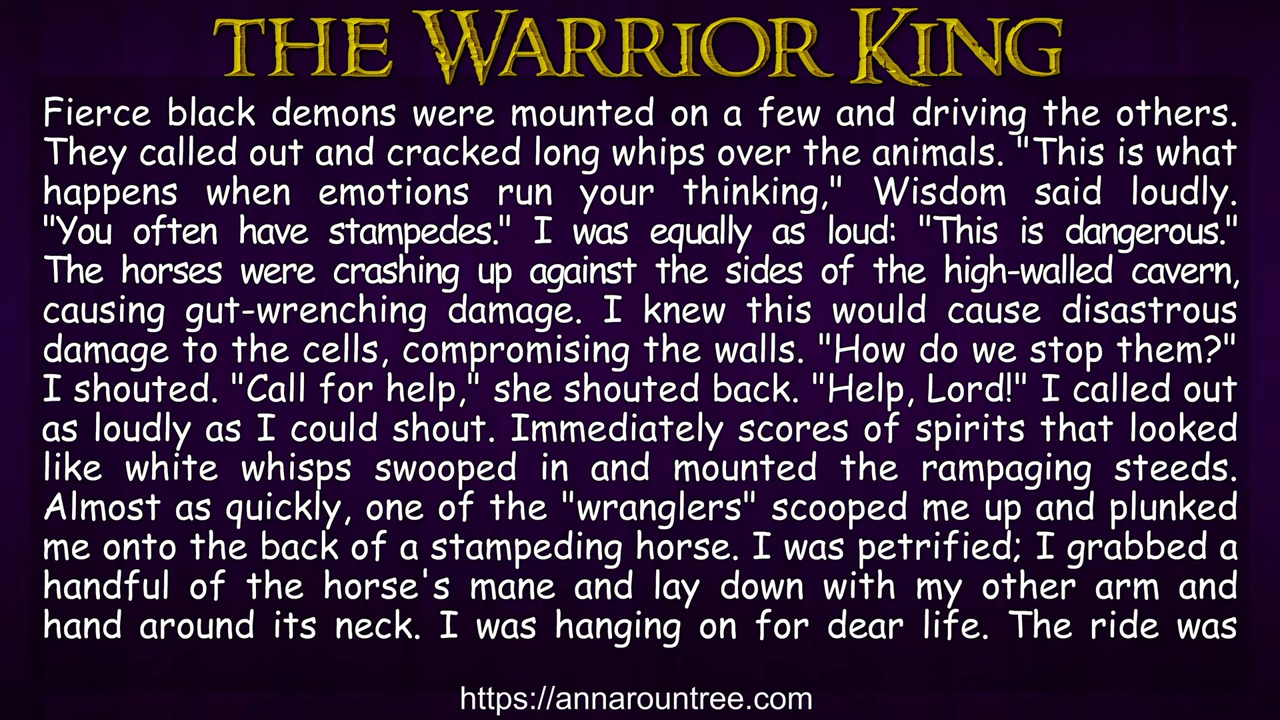 THE WARRIOR KING
Fierce black demons were mounted on a few and driving the others.
They called out and cracked long whips over the animals. "This is what
happens when emotions run your thinking," Wisdom said loudly.
"You often have stampedes." I was equally as loud: "This is dangerous."
The horses were crashing up against the sides of the high-walled cavern,
causing gut-wrenching damage. I knew this would cause disastrous
damage to the cells, compromising the walls. "How do we stop them?"
I shouted. "Call for help," she shouted back. "Help, Lord!" I called out
as loudly as I could shout. Immediately scores of spirits that looked
like white whisps swooped in and mounted the rampaging steeds.
Almost as quickly, one of the "wranglers" scooped me up and plunked
me onto the back of a stampeding horse. I was petrified; I grabbed a
handful of the horse's mane and lay down with my other arm and
hand around its neck. I was hanging on for dear life. The ride was
https://annarountree.com